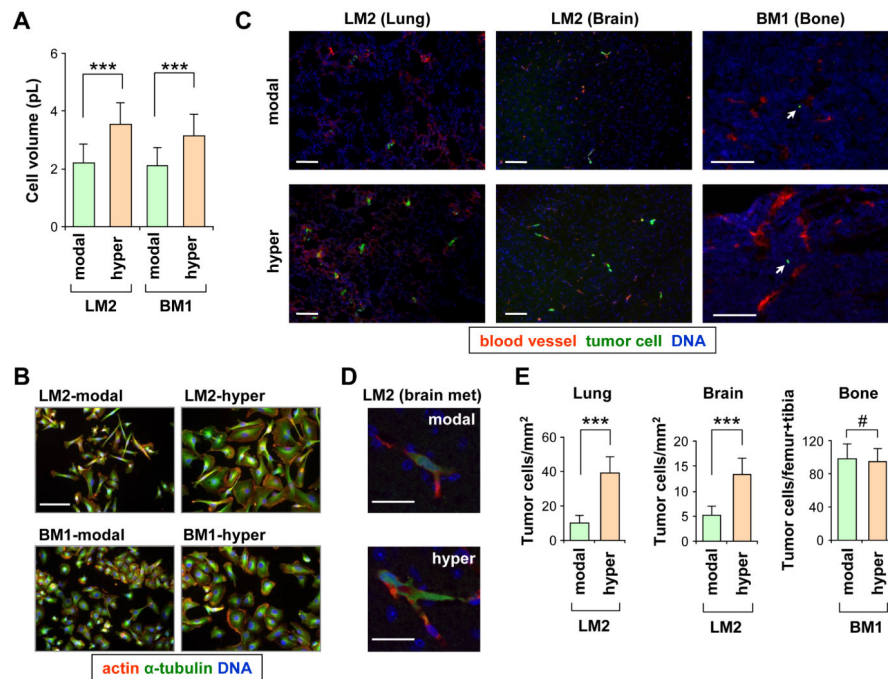 A
Cell volume (pL)
6
4
2
0
*** ***
modal hyper modal hyper
LM2 BM1
C
LM2 (Lung) LM2 (Brain) BM1 (Bone)
modal
hyper
blood vessel tumor cell DNA
B
LM2-modal LM2-hyper
BM1-modal BM1-hyper
actin α-tubulin DNA
D
LM2 (brain met)
modal
hyper
E
Lung
Tumor cells/mm²
60
40
20
0
***
modal hyper
LM2
Brain
Tumor cells/mm²
20
15
10
5
0
***
modal hyper
LM2
Bone
Tumor cells/femur+tibia
120
80
40
0
#
modal hyper
BM1